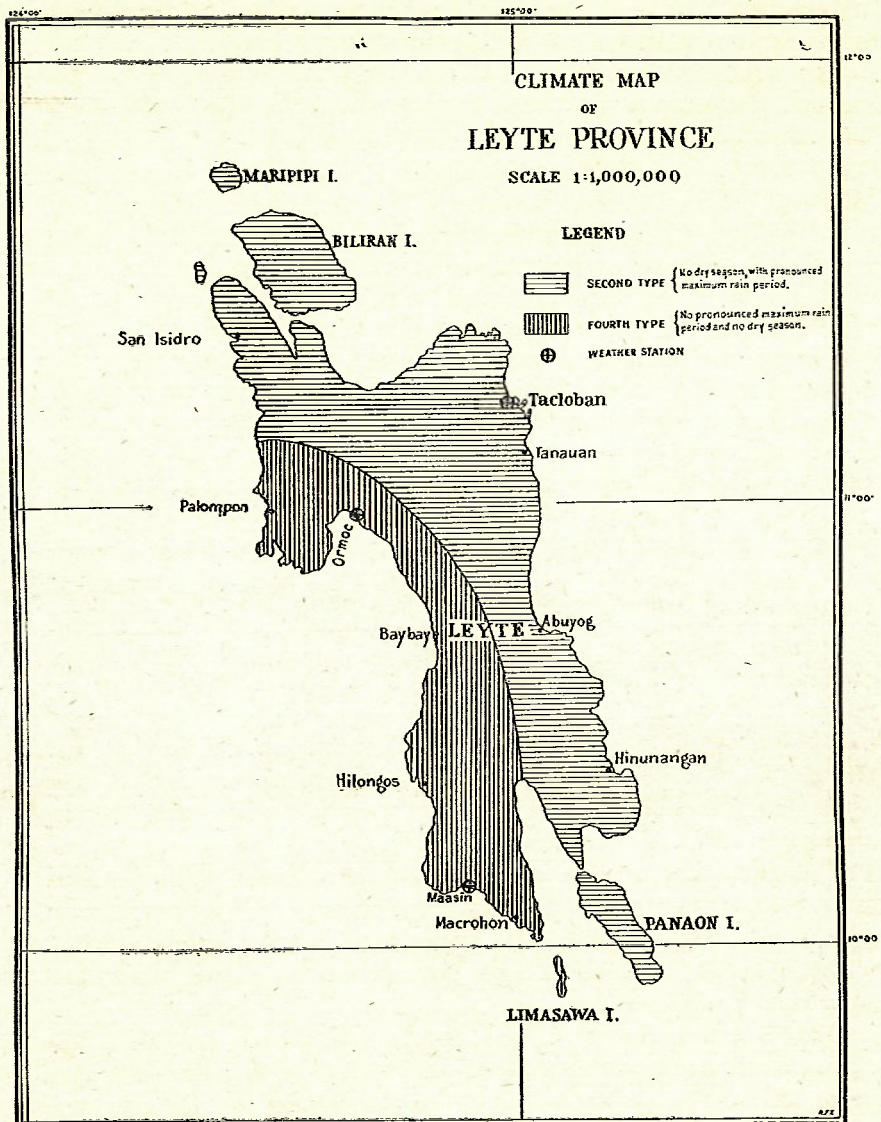 124°00'
125°00'
12°00
CLIMATE MAP
OF
LEYTE PROVINCE
SCALE 1:1,000,000
MARIPIPI I.
BILIRAN I.
LEGEND
SECOND TYPE { No dry season, with pronounced
maximum rain period.
FOURTH TYPE { No pronounced maximum rain
period and no dry season.
WEATHER STATION
San Isidro
Tacloban
Tanauan
11°00'
Palompon
Ormoc
Baybay
LEYTE
Abuyog
Hinunangan
Hilongos
Maasin
Macrohon
PANAON I.
10°00
LIMASAWA I.